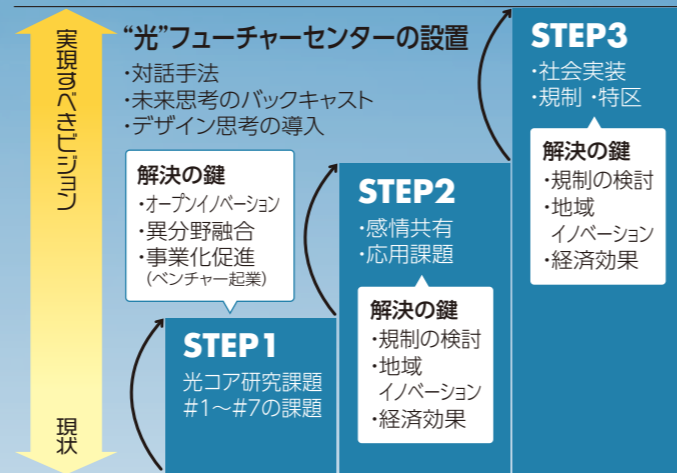 実現すべきビジョン
現状
“光”フューチャーセンターの設置
・対話手法
・未来思考のバックキャスト
・デザイン思考の導入
解決の鍵
・オープンイノベーション
・異分野融合
・事業化促進
(ベンチャー起業)
STEP1
光コア研究課題
#1〜#7の課題
STEP2
・感情共有
・応用課題
解決の鍵
・規制の検討
・地域
イノベーション
・経済効果
STEP3
・社会実装
・規制・特区
解決の鍵
・規制の検討
・地域
イノベーション
・経済効果